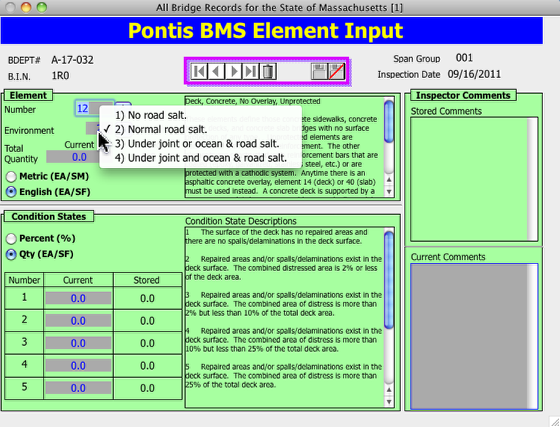 All Bridge Records for the State of Massachusetts [1]
Pontis BMS Element Input
BDEPT# A-17-032
B.I.N. 1R0
Span Group 001
Inspection Date 09/16/2011
Element
Number 12
Environment
Total Quantity
Current
0.0
Metric (EA/SM)
English (EA/SF)
1) No road salt.
✓ 2) Normal road salt.
3) Under joint or ocean & road salt.
4) Under joint and ocean & road salt.
Deck, Concrete, No Overlay, Unprotected
concrete sidewalks, concrete
bridges with no surface
elements are
element. The other
forcement bars that are
steel, etc.) or are
protected with a cathodic system. Anytime there is an
asphaltic concrete overlay, element 14 (deck) or 40 (slab)
must be used instead. A concrete deck is supported by a
Inspector Comments
Stored Comments
Current Comments
Condition States
Percent (%)
Qty (EA/SF)
Number Current Stored
1 0.0 0.0
2 0.0 0.0
3 0.0 0.0
4 0.0 0.0
5 0.0 0.0
Condition State Descriptions
1 The surface of the deck has no repaired areas and
there are no spalls/delaminations in the deck surface.
2 Repaired areas and/or spalls/delaminations exist in the
deck surface. The combined distressed area is 2% or less
of the deck area.
3 Repaired areas and/or spalls/delaminations exist in the
deck surface. The combined area of distress is more than
2% but less than 10% of the total deck area.
4 Repaired areas and/or spalls/delaminations exist in the
deck surface. The combined area of distress is more than
10% but less than 25% of the total deck area.
5 Repaired areas and/or spalls/delaminations exist in the
deck surface. The combined area of distress is more than
25% of the total deck area.